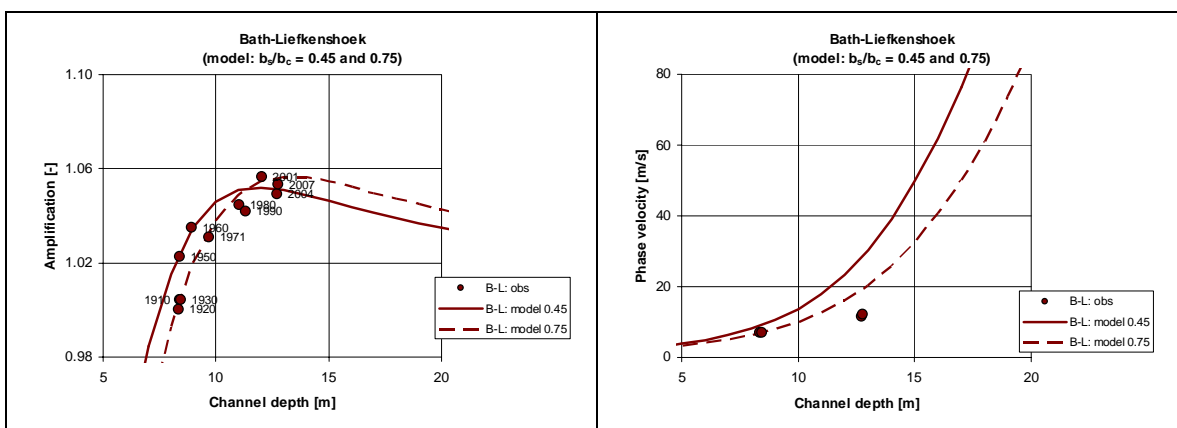 Bath-Liefkenshoek
(model: bs/bc = 0.45 and 0.75)
1.10
1.06
1.02
0.98
Amplification [-]
2001
2007
2004
1980
1990
1960
1971
1950
1910
1930
1920
B-L: obs
B-L: model 0.45
B-L: model 0.75
5
10
15
20
Channel depth [m]
Bath-Liefkenshoek
(model: bs/bc = 0.45 and 0.75)
80
60
40
20
0
Phase velocity [m/s]
B-L: obs
B-L: model 0.45
B-L: model 0.75
5
10
15
20
Channel depth [m]